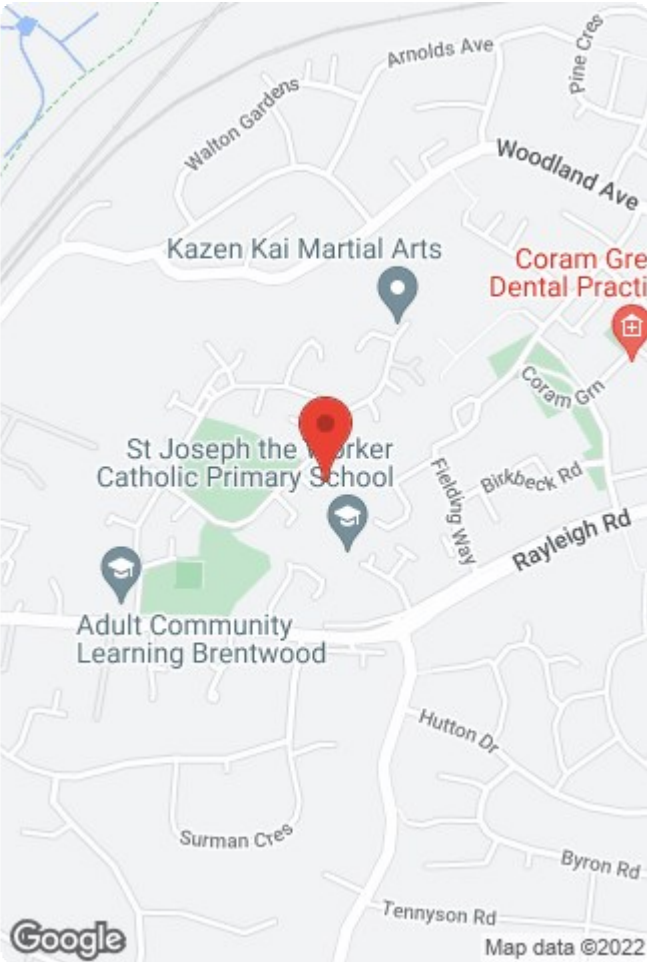 Arnolds Ave
Pine Cres
Walton Gardens
Woodland Ave
Kazen Kai Martial Arts
Coram Gre
Dental Practi
Coram Grn
St Joseph the Worker
Catholic Primary School
Fielding Way
Birkbeck Rd
Rayleigh Rd
Adult Community
Learning Brentwood
Hutton Dr
Surman Cres
Byron Rd
Tennyson Rd
Google
Map data ©2022